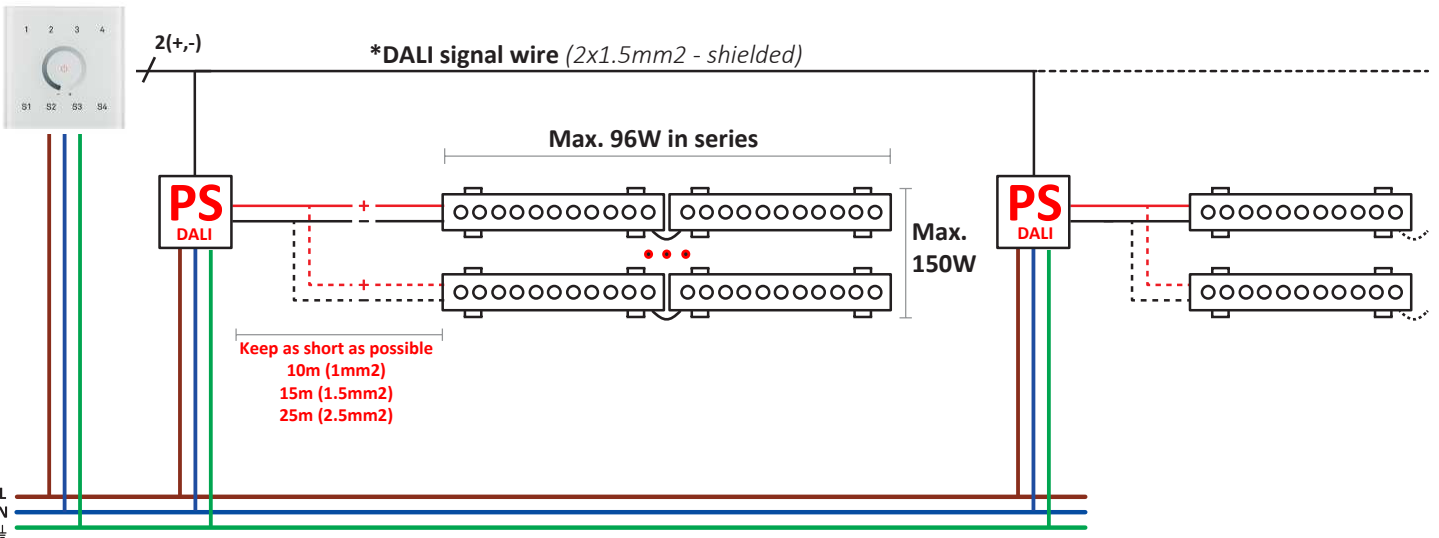 1 2 3 4
- +
S1 S2 S3 S4
2(+,-)
*DALI signal wire (2x1.5mm2 - shielded)
Max. 96W in series
PS
DALI
+
–
+
–
Max.
150W
PS
DALI
Keep as short as possible
10m (1mm2)
15m (1.5mm2)
25m (2.5mm2)
L
N